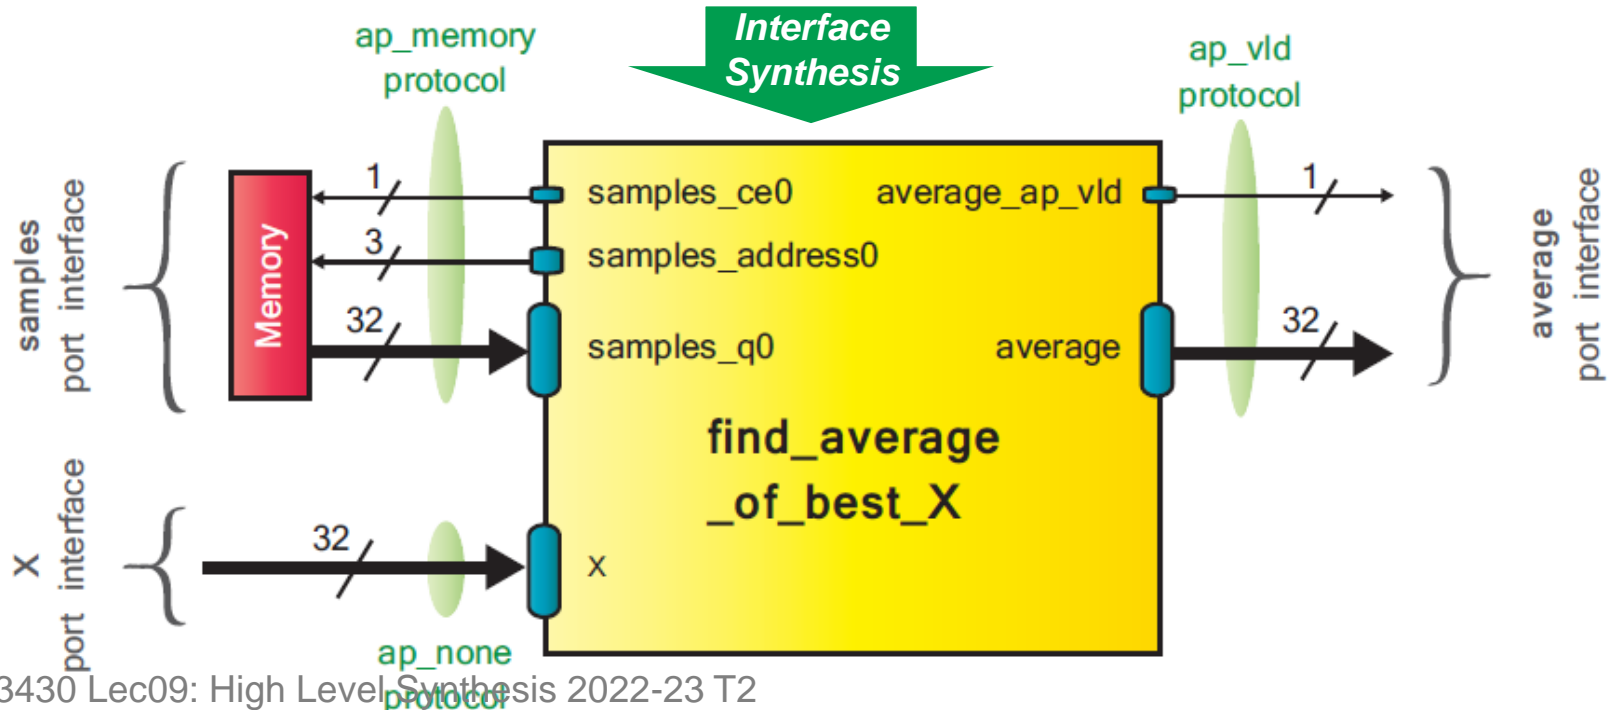 Interface
Synthesis
ap_memory
protocol
ap_vld
protocol
samples
port interface
Memory
1
3
32
samples_ce0
samples_address0
samples_q0
average_ap_vld
average
1
32
average
port interface
find_average
_of_best_X
X
port interface
32
X
ap_none
protocol
3430 Lec09: High Level Synthesis 2022-23 T2